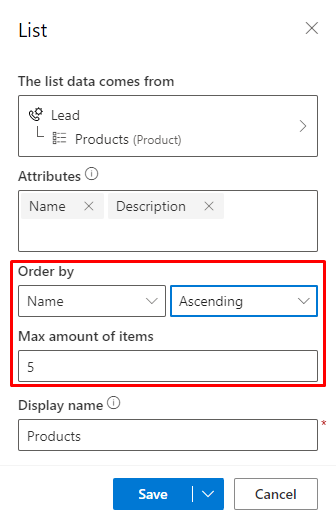 List
The list data comes from
Lead
Products (Product)
Attributes
Name Description
Order by
Name Ascending
Max amount of items
5
Display name
Products *
Save Cancel